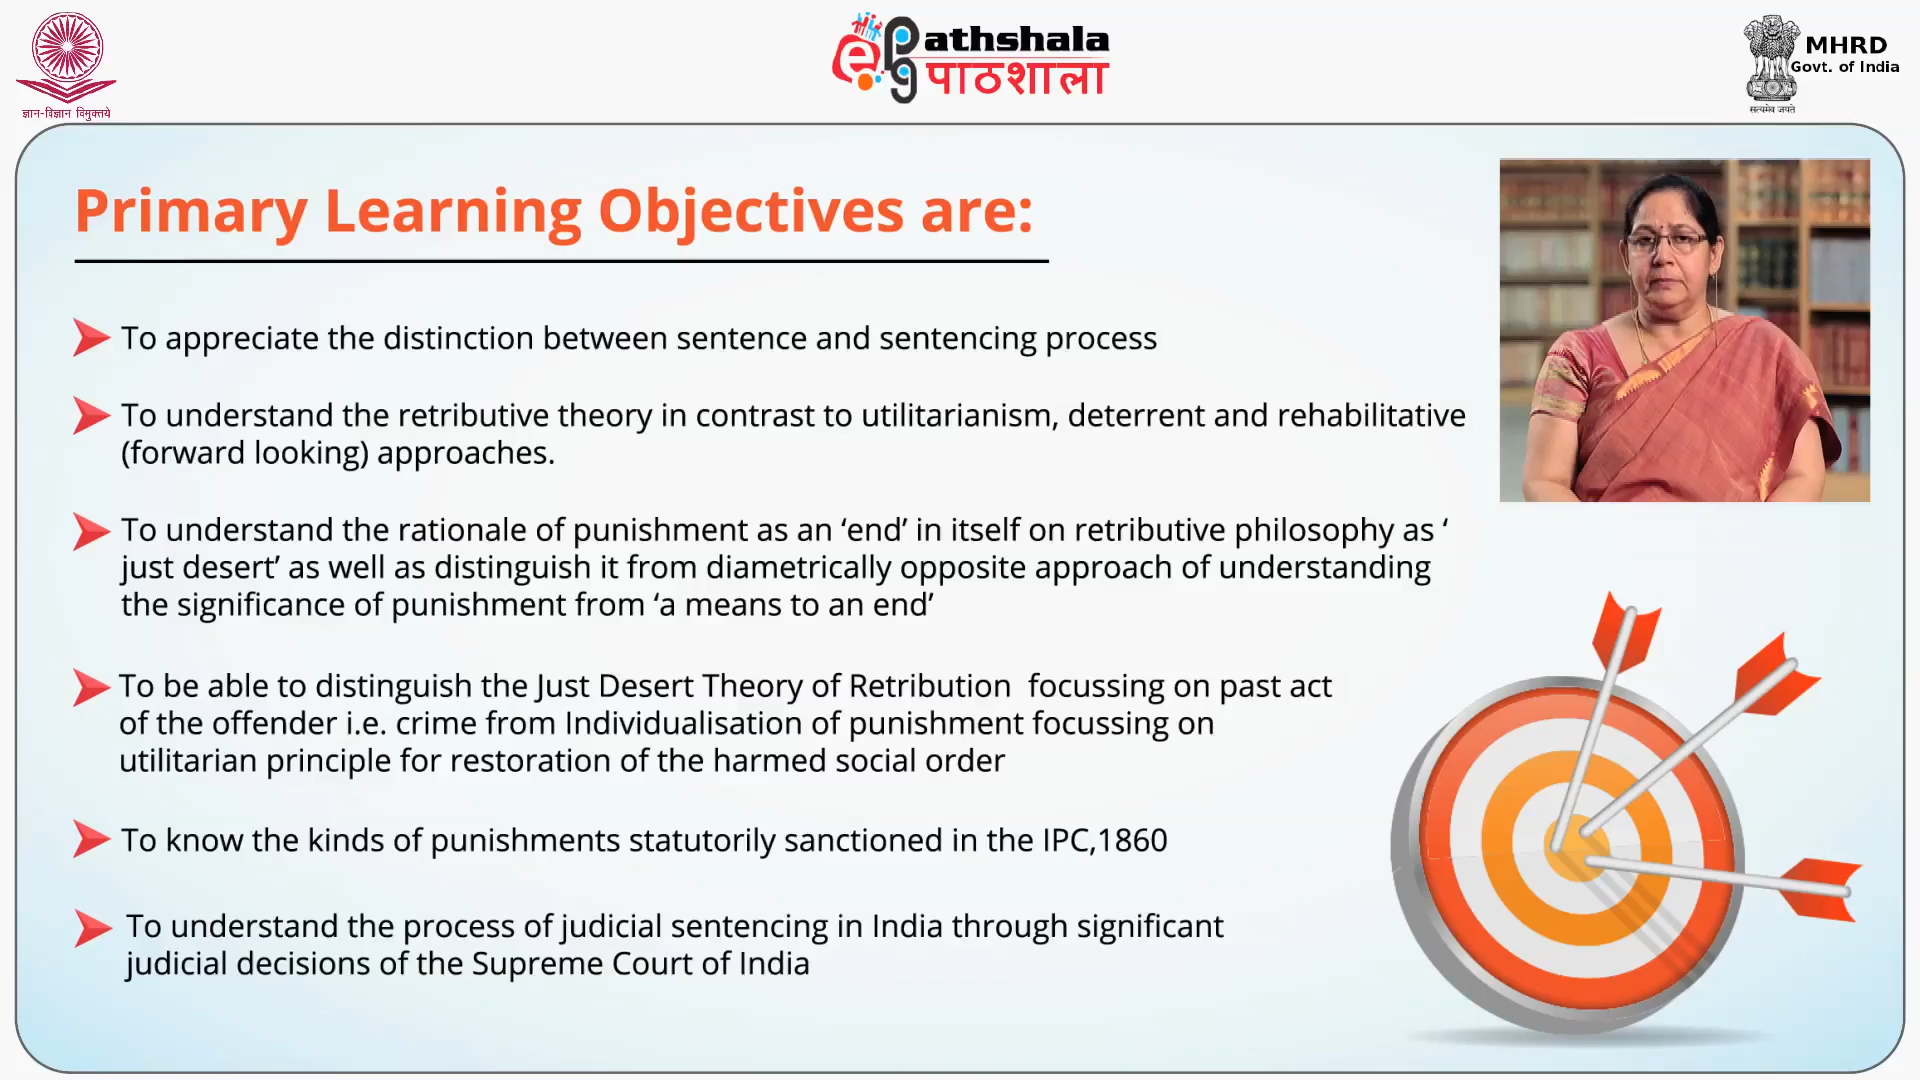 ज्ञान-विज्ञान विमुक्तये
e PG Pathshala
पाठशाला
MHRD
Govt. of India
सत्यमेव जयते
Primary Learning Objectives are:
To appreciate the distinction between sentence and sentencing process
To understand the retributive theory in contrast to utilitarianism, deterrent and rehabilitative
(forward looking) approaches.
To understand the rationale of punishment as an ‘end’ in itself on retributive philosophy as ‘
just desert’ as well as distinguish it from diametrically opposite approach of understanding
the significance of punishment from ‘a means to an end’
To be able to distinguish the Just Desert Theory of Retribution  focussing on past act
of the offender i.e. crime from Individualisation of punishment focussing on
utilitarian principle for restoration of the harmed social order
To know the kinds of punishments statutorily sanctioned in the IPC,1860
To understand the process of judicial sentencing in India through significant
judicial decisions of the Supreme Court of India